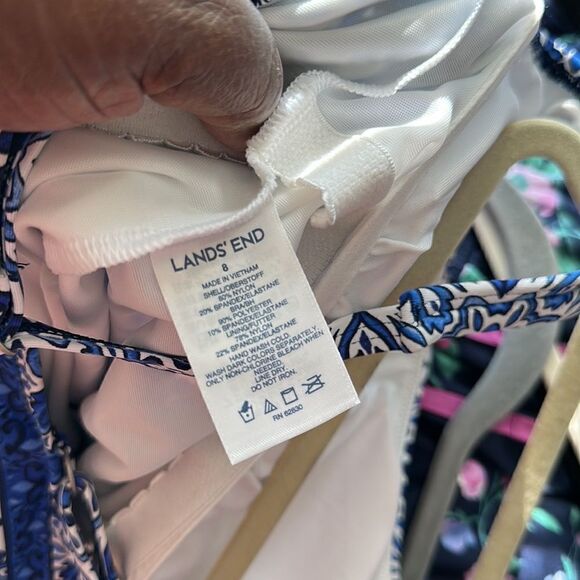 LANDS' END
8
MADE IN VIETNAM
SHELL/OBERSTOFF
80% NYLON
20% SPANDEX/ELASTANE
BRA/BH
90% POLYESTER
10% SPANDEX/ELASTANE
LINING/FUTTER
78% NYLON
22% SPANDEX/ELASTANE
HAND WASH COLD.
WASH DARK COLORS SEPARATELY.
ONLY NON-CHLORINE BLEACH WHEN
NEEDED.
LINE DRY.
DO NOT IRON.
RN 62830